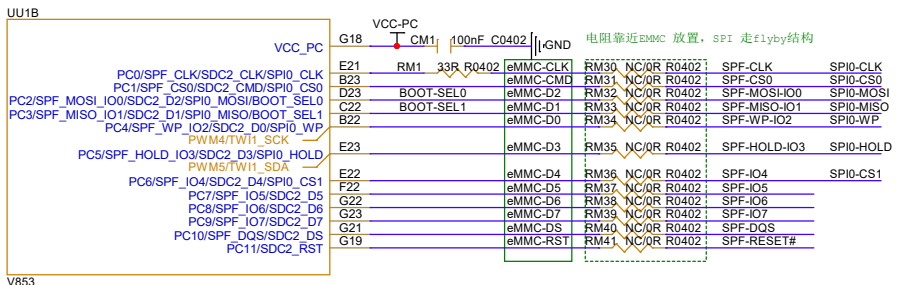 UU1B
VCC-PC
VCC_PC G18 CM1 100nF C0402 GND 电阻靠近EMMC 放置, SPI 走flyby结构
PC0/SPF_CLK/SDC2_CLK/SPI0_CLK E21 RM1 33R R0402 eMMC-CLK RM30 NC/0R R0402 SPF-CLK SPI0-CLK
PC1/SPF_CS0/SDC2_CMD/SPI0_CS0 B23 eMMC-CMD RM31 NC/0R R0402 SPF-CS0 SPI0-CS0
PC2/SPF_MOSI_IO0/SDC2_D2/SPI0_MOSI/BOOT_SEL0 D23 BOOT-SEL0 eMMC-D2 RM32 NC/0R R0402 SPF-MOSI-IO0 SPI0-MOSI
PC3/SPF_MISO_IO1/SDC2_D1/SPI0_MISO/BOOT_SEL1 C22 BOOT-SEL1 eMMC-D1 RM33 NC/0R R0402 SPF-MISO-IO1 SPI0-MISO
PC4/SPF_WP_IO2/SDC2_D0/SPI0_WP B22 eMMC-D0 RM34 NC/0R R0402 SPF-WP-IO2 SPI0-WP
PWM4/TWI1_SCK
PC5/SPF_HOLD_IO3/SDC2_D3/SPI0_HOLD E23 eMMC-D3 RM35 NC/0R R0402 SPF-HOLD-IO3 SPI0-HOLD
PWM5/TWI1_SDA
PC6/SPF_IO4/SDC2_D4/SPI0_CS1 E22 eMMC-D4 RM36 NC/0R R0402 SPF-IO4 SPI0-CS1
PC7/SPF_IO5/SDC2_D5 F22 eMMC-D5 RM37 NC/0R R0402 SPF-IO5
PC8/SPF_IO6/SDC2_D6 G22 eMMC-D6 RM38 NC/0R R0402 SPF-IO6
PC9/SPF_IO7/SDC2_D7 G23 eMMC-D7 RM39 NC/0R R0402 SPF-IO7
PC10/SPF_DQS/SDC2_DS G21 eMMC-DS RM40 NC/0R R0402 SPF-DQS
PC11/SDC2_RST G19 eMMC-RST RM41 NC/0R R0402 SPF-RESET#
V853